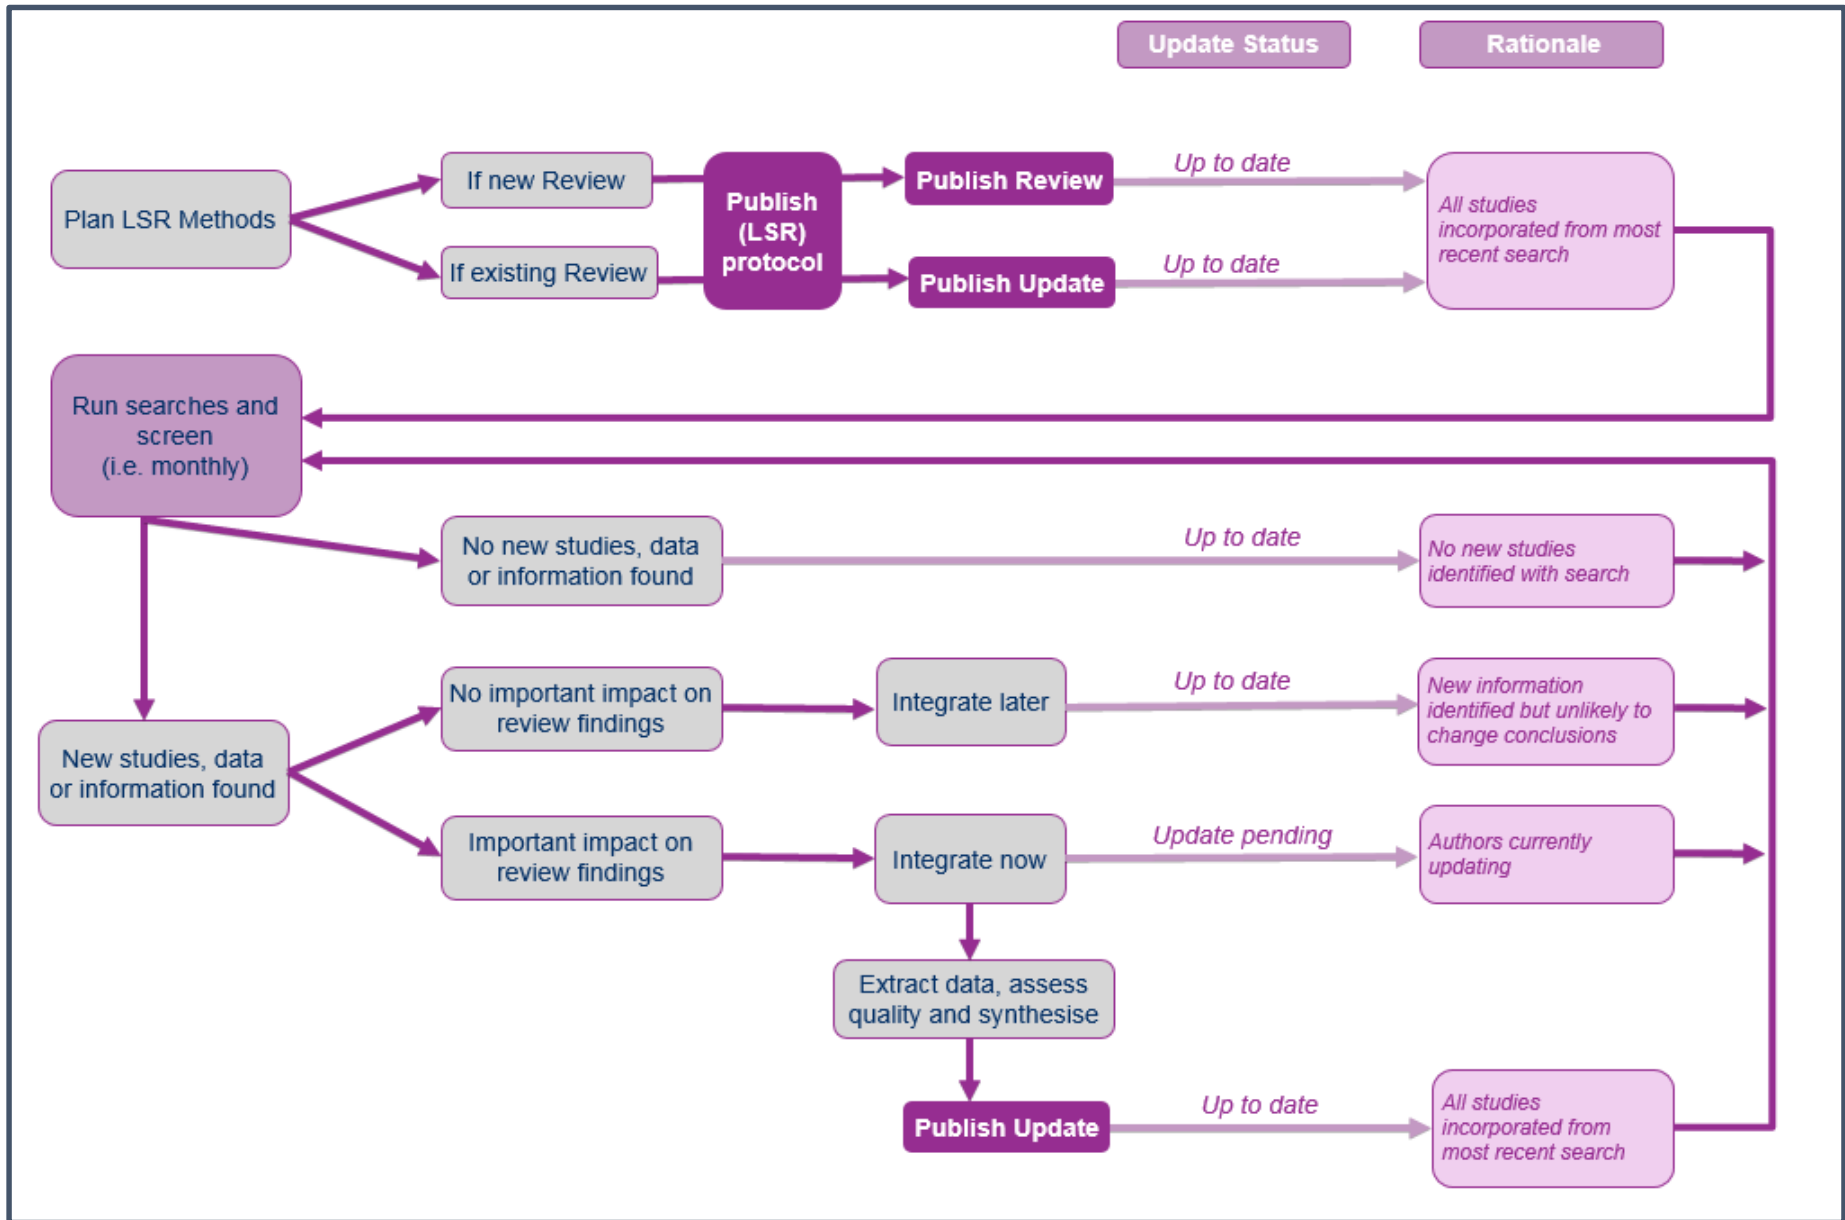 Update Status
Rationale
Plan LSR Methods
If new Review
If existing Review
Publish
(LSR)
protocol
Publish Review
Up to date
Publish Update
Up to date
All studies
incorporated from most
recent search
Run searches and
screen
(i.e. monthly)
No new studies, data
or information found
Up to date
No new studies
identified with search
New studies, data
or information found
No important impact on
review findings
Integrate later
Up to date
New information
identified but unlikely to
change conclusions
Important impact on
review findings
Integrate now
Update pending
Authors currently
updating
Extract data, assess
quality and synthesise
Publish Update
Up to date
All studies
incorporated from
most recent search